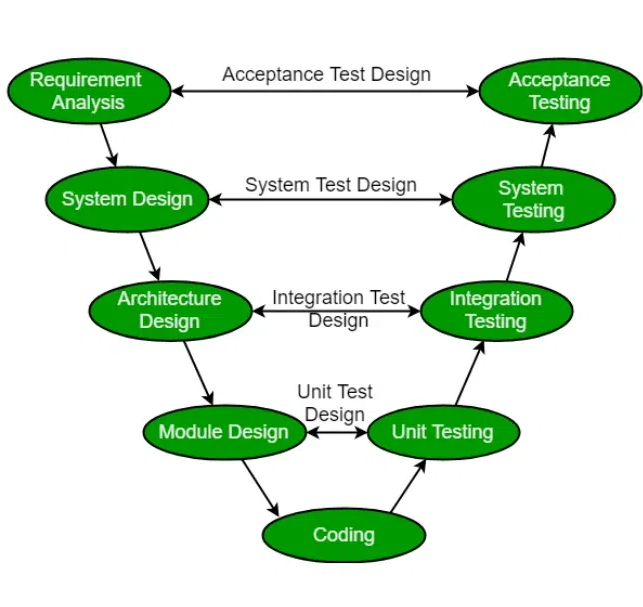 Requirement
Analysis
Acceptance Test Design
Acceptance
Testing
System Design
System Test Design
System
Testing
Architecture
Design
Integration Test
Design
Integration
Testing
Module Design
Unit Test
Design
Unit Testing
Coding